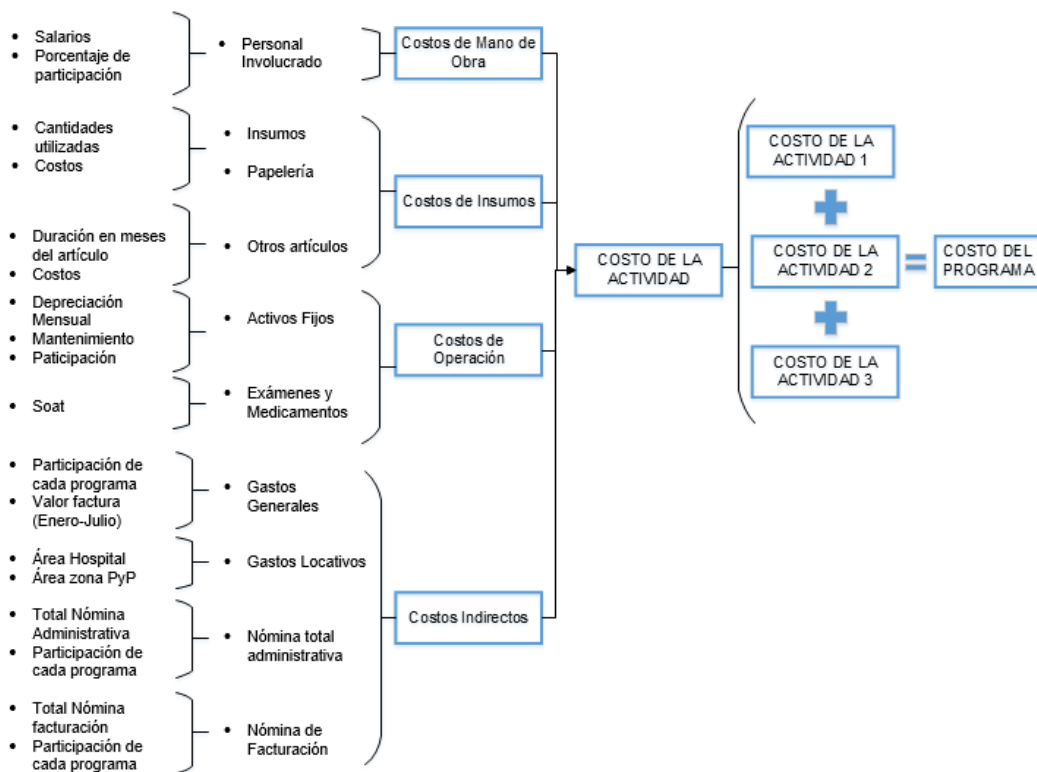 • Salarios
• Porcentaje de
participación
• Personal
Involucrado
Costos de Mano de
Obra
• Cantidades
utilizadas
• Costos
• Insumos
• Papelería
Costos de Insumos
• Duración en meses
del artículo
• Costos
• Otros artículos
• Depreciación
Mensual
• Mantenimiento
• Paticipación
• Activos Fijos
Costos de
Operación
• Soat
• Exámenes y
Medicamentos
• Participación de
cada programa
• Valor factura
(Enero-Julio)
• Gastos
Generales
• Área Hospital
• Área zona PyP
• Gastos Locativos
Costos Indirectos
• Total Nómina
Administrativa
• Participación de
cada programa
• Nómina total
administrativa
• Total Nómina
facturación
• Participación de
cada programa
• Nómina de
Facturación
COSTO DE LA
ACTIVIDAD
COSTO DE LA
ACTIVIDAD 1
COSTO DE LA
ACTIVIDAD 2
COSTO DE LA
ACTIVIDAD 3
COSTO DEL
PROGRAMA